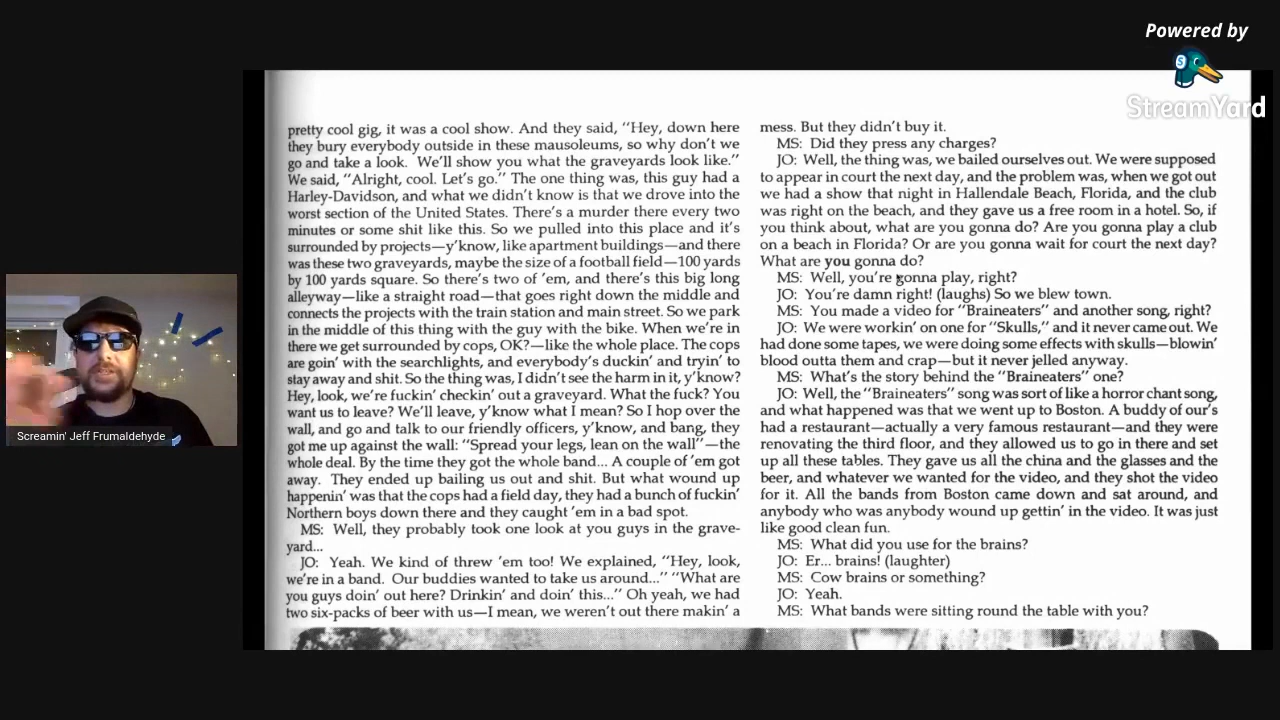 Powered by
StreamYard
pretty cool gig, it was a cool show. And they said, "Hey, down here
they bury everybody outside in these mausoleums, so why don't we
go and take a look. We'll show you what the graveyards look like."
We said, "Alright, cool. Let's go." The one thing was, this guy had a
Harley-Davidson, and what we didn't know is that we drove into the
worst section of the United States. There's a murder there every two
minutes or some shit like this. So we pulled into this place and it's
surrounded by projects—y'know, like apartment buildings—and there
was these two graveyards, maybe the size of a football field—100 yards
by 100 yards square. So there's two of 'em, and there's this big long
alleyway—like a straight road—that goes right down the middle and
connects the projects with the train station and main street. So we park
in the middle of this thing with the guy with the bike. When we're in
there we get surrounded by cops, OK?—like the whole place. The cops
are goin' with the searchlights, and everybody's duckin' and tryin' to
stay away and shit. So the thing was, I didn't see the harm in it, y'know?
Hey, look, we're fuckin' checkin' out a graveyard. What the fuck? You
want us to leave? We'll leave, y'know what I mean? So I hop over the
wall, and go and talk to our friendly officers, y'know, and bang, they
got me up against the wall: "Spread your legs, lean on the wall"—the
whole deal. By the time they got the whole band... A couple of 'em got
away. They ended up bailing us out and shit. But what wound up
happenin' was that the cops had a field day, they had a bunch of fuckin'
Northern boys down there and they caught 'em in a bad spot.
MS: Well, they probably took one look at you guys in the grave-
yard...
JO: Yeah. We kind of threw 'em too! We explained, "Hey, look,
we're in a band. Our buddies wanted to take us around..." "What are
you guys doin' out here? Drinkin' and doin' this..." Oh yeah, we had
two six-packs of beer with us—I mean, we weren't out there makin' a
mess. But they didn't buy it.
MS: Did they press any charges?
JO: Well, the thing was, we bailed ourselves out. We were supposed
to appear in court the next day, and the problem was, when we got out
we had a show that night in Hallendale Beach, Florida, and the club
was right on the beach, and they gave us a free room in a hotel. So, if
you think about, what are you gonna do? Are you gonna play a club
on a beach in Florida? Or are you gonna wait for court the next day?
What are you gonna do?
MS: Well, you're gonna play, right?
JO: You're damn right! (laughs) So we blew town.
MS: You made a video for "Braineaters" and another song, right?
JO: We were workin' on one for "Skulls," and it never came out. We
had done some tapes, we were doing some effects with skulls—blowin'
blood outta them and crap—but it never jelled anyway.
MS: What's the story behind the "Braineaters" one?
JO: Well, the "Braineaters" song was sort of like a horror chant song,
and what happened was that we went up to Boston. A buddy of our's
had a restaurant—actually a very famous restaurant—and they were
renovating the third floor, and they allowed us to go in there and set
up all these tables. They gave us all the china and the glasses and the
beer, and whatever we wanted for the video, and they shot the video
for it. All the bands from Boston came down and sat around, and
anybody who was anybody wound up gettin' in the video. It was just
like good clean fun.
MS: What did you use for the brains?
JO: Er... brains! (laughter)
MS: Cow brains or something?
JO: Yeah.
MS: What bands were sitting round the table with you?
Screamin' Jeff Frumaldehyde